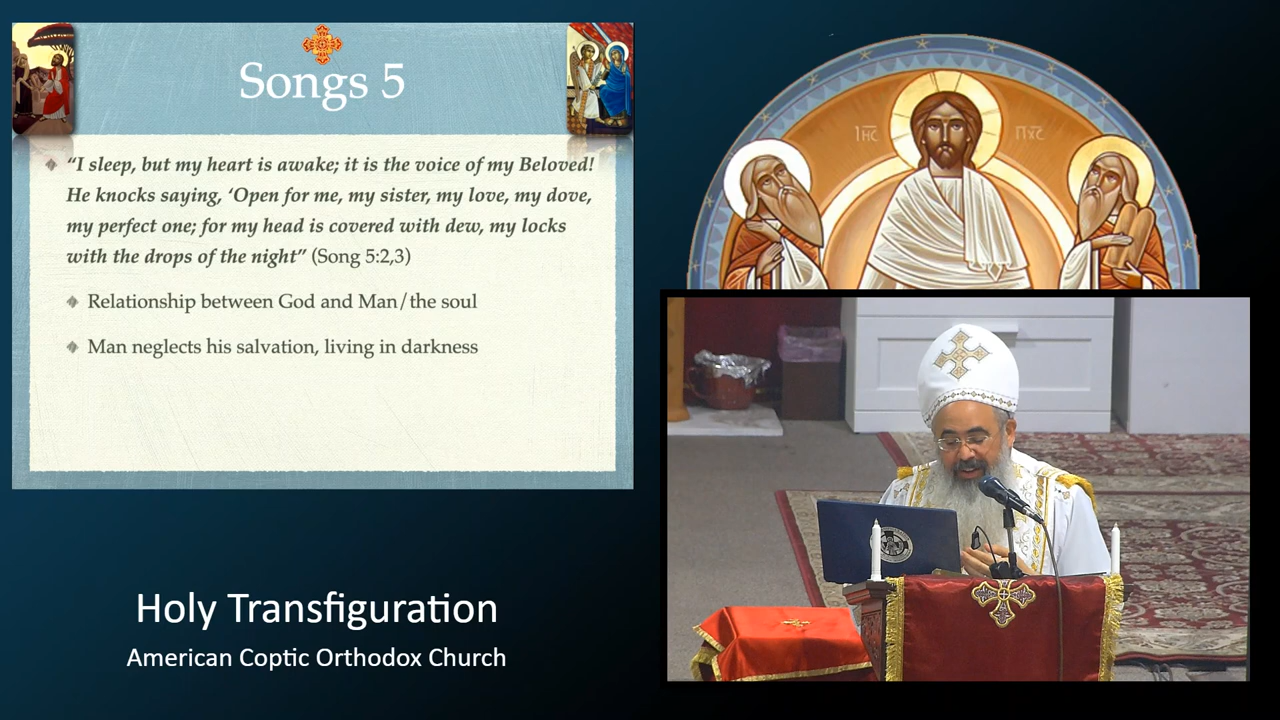 Songs 5
“I sleep, but my heart is awake; it is the voice of my Beloved!
He knocks saying, ‘Open for me, my sister, my love, my dove,
my perfect one; for my head is covered with dew, my locks
with the drops of the night” (Song 5:2,3)
Relationship between God and Man/the soul
Man neglects his salvation, living in darkness
Holy Transfiguration
American Coptic Orthodox Church